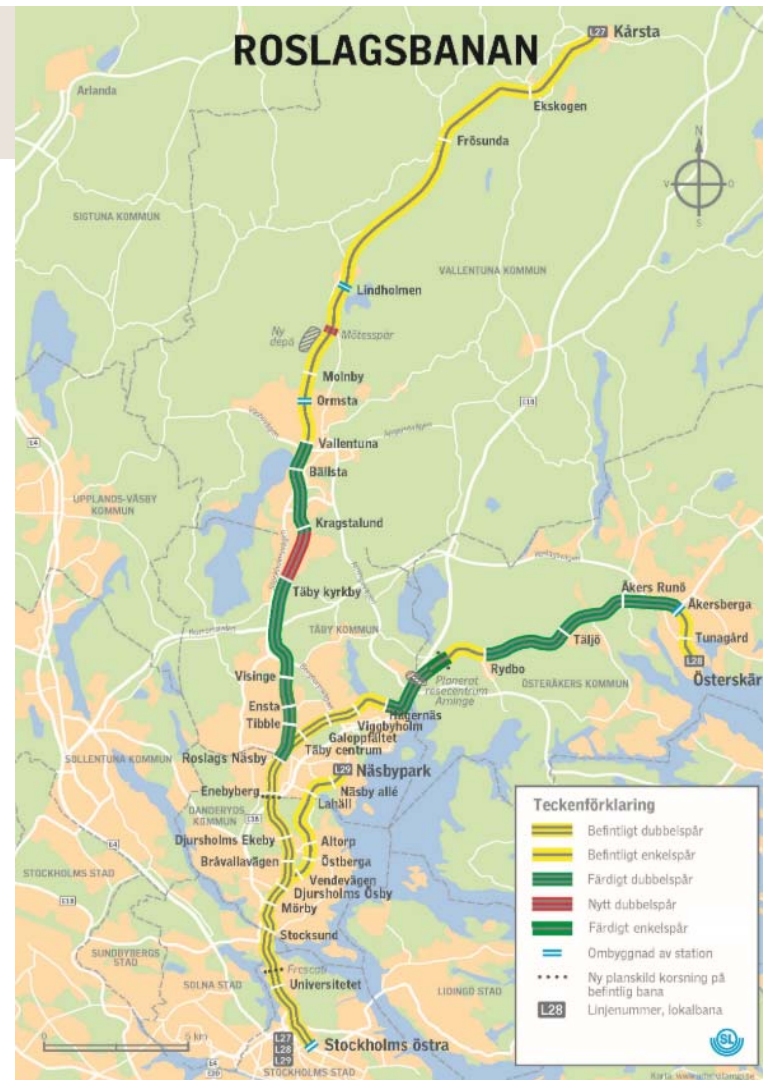 ROSLAGSBANAN
L27 Kårsta
Arlanda
Ekskogen
Frösunda
N
V
O
S
SIGTUNA KOMMUN
VALLENTUNA KOMMUN
Lindholmen
Ny
depå
Mötesspår
Molnby
Ormsta
E18
Vallentuna
E4
Bällsta
UPPLANDS-VÄSBY
KOMMUN
Kragstalund
Täby kyrkby
Åkers Runö
Åkersberga
TÄBY KOMMUN
Tunagård
Täljö
L28
Rydbo
Österskär
Visinge
Planerat
resecentrum
Arninge
ÖSTERÅKERS KOMMUN
Ensta
Hägernäs
Tibble
Viggbyholm
Galoppfältet
Täby centrum
SOLLENTUNA KOMMUN
Roslags Näsby
L29 Näsbypark
Enebyberg
Näsby allé
Lahäll
DANDERYDS
KOMMUN
E18
Djursholms Ekeby
Altorp
Bråvallavägen
Östberga
E4
Vendevägen
STOCKHOLMS STAD
Djursholms Ösby
Mörby
E18
Stocksund
SUNDBYBERGS
STAD
Frescati
SOLNA STAD
Universitetet
LIDINGÖ STAD
0
5 km
L27
L28
L29
Stockholms östra
STOCKHOLMS STAD
E4
E20
Teckenförklaring
Befintligt dubbelspår
Befintligt enkelspår
Färdigt dubbelspår
Nytt dubbelspår
Färdigt enkelspår
Ombyggnad av station
Ny planskild korsning på
befintlig bana
L28 Linjenummer, lokalbana
SL